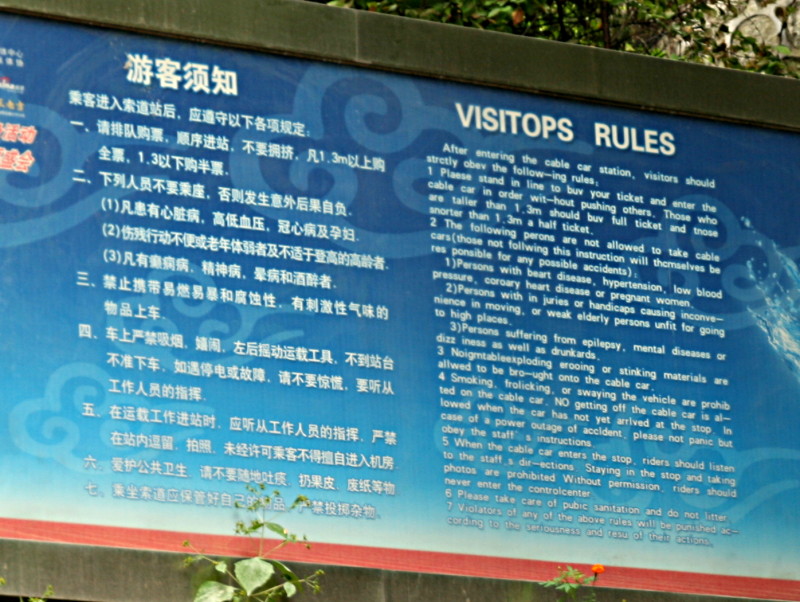 游客须知
乘客进入索道站后，应遵守以下各项规定：
一、请排队购票，顺序进站，不要拥挤，凡1.3m以上购
全票，1.3以下购半票.
二、下列人员不要乘座，否则发生意外后果自负.
(1)凡患有心脏病，高低血压，冠心病及孕妇.
(2)伤残行动不便或老年体弱者及不适于登高的高龄者.
(3)凡有癫痫病，精神病，晕病和酒醉者.
三、禁止携带易燃易暴和腐蚀性、有刺激性气味的
物品上车.
四、车上严禁吸烟，嬉闹，左后摇动运载工具，不到站台
不准下车，如遇停电或故障，请不要惊慌，要听从
工作人员的指挥.
五、在运载工作进站时，应听从工作人员的指挥，严禁
在站内逗留，拍照，未经许可乘客不得擅自进入机房.
六、爱护公共卫生，请不要随地吐痰，扔果皮，废纸等物
七、乘坐索道应保管好自己的物品，严禁投掷杂物.
VISITOPS RULES
After entering the cable car station, visitors should
strctly obev the follow-ing rules:
1 Plaese stand in line to buv your ticket and enter the
cable car in order wit-hout pushing others. Those who
are taller than 1.3m should buv full ticket and tnose
snorter than 1.3m a half ticket.
2 The following perons are not allowed to take cable
cars(those not follwing this instruction will themselves be
res ponsible for any possible accidents).
1)Persons with beart disease, hypertension, low blood
pressure, coroary heart disease or pregnant women.
2)Persons with in juries or handicaps causing inconve-
nience in moving, or weak elderly persons unfit for going
to high places.
3)Persons suffering from epilepsy, mental diseases or
dizz iness as well as drunkards.
3 Noigmtableexploding erooing or stinking materials are
allwed to be bro-ught onto the cable car.
4 Smoking, frolicking, or swaying the vehicle are prohib
ted on the cable car. NO getting off the cable car is al-
lowed when the car has not yet arrived at the stop. In
case of a power outage of accident, please not panic but
obey the staff's instructions.
5 When the cable car enters the stop, riders should listen
to the staff's dir-ections. Staying in the stop and taking
photos are prohibited Without permission, riders should
never enter the controlcenter
6 Please take care of pubic sanitation and do not litter
7 Violators of any of the above rules will be punished ac-
cording to the seriousness and resu of their actions.